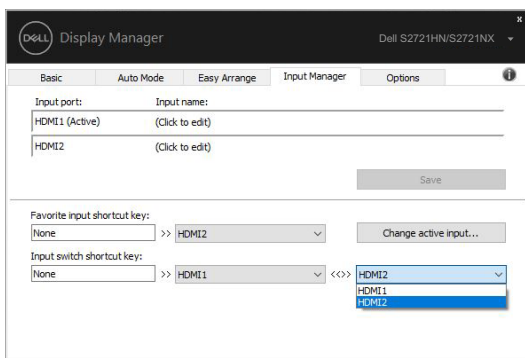 DELL Display Manager
Dell S2721HN/S2721NX
x
Basic Auto Mode Easy Arrange Input Manager Options i
Input port: Input name:
HDMI1 (Active) (Click to edit)
HDMI2 (Click to edit)
Save
Favorite input shortcut key:
None >> HDMI2 Change active input...
Input switch shortcut key:
None >> HDMI1 <<>> HDMI2
HDMI1
HDMI2